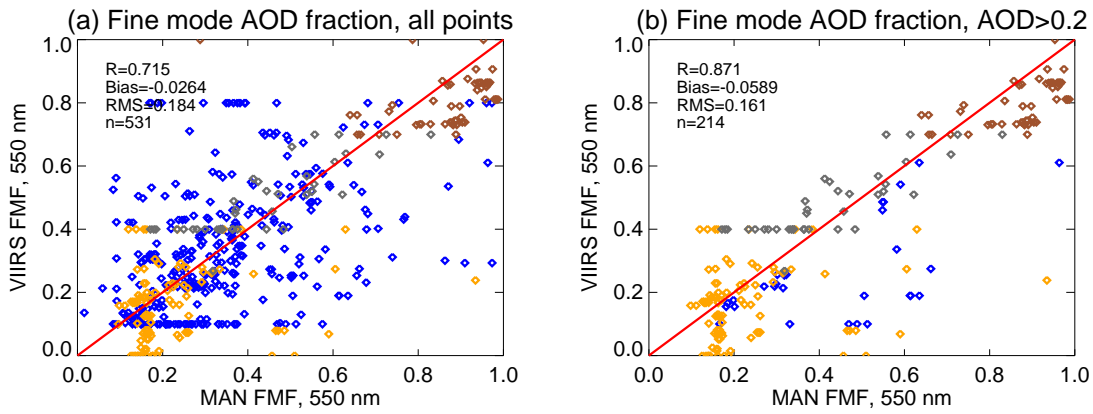 (a) Fine mode AOD fraction, all points
R=0.715
Bias=-0.0264
RMS=0.184
n=531
VIIRS FMF, 550 nm
1.0
0.8
0.6
0.4
0.2
0.0
0.0 0.2 0.4 0.6 0.8 1.0
MAN FMF, 550 nm
(b) Fine mode AOD fraction, AOD>0.2
R=0.871
Bias=-0.0589
RMS=0.161
n=214
VIIRS FMF, 550 nm
1.0
0.8
0.6
0.4
0.2
0.0
0.0 0.2 0.4 0.6 0.8 1.0
MAN FMF, 550 nm